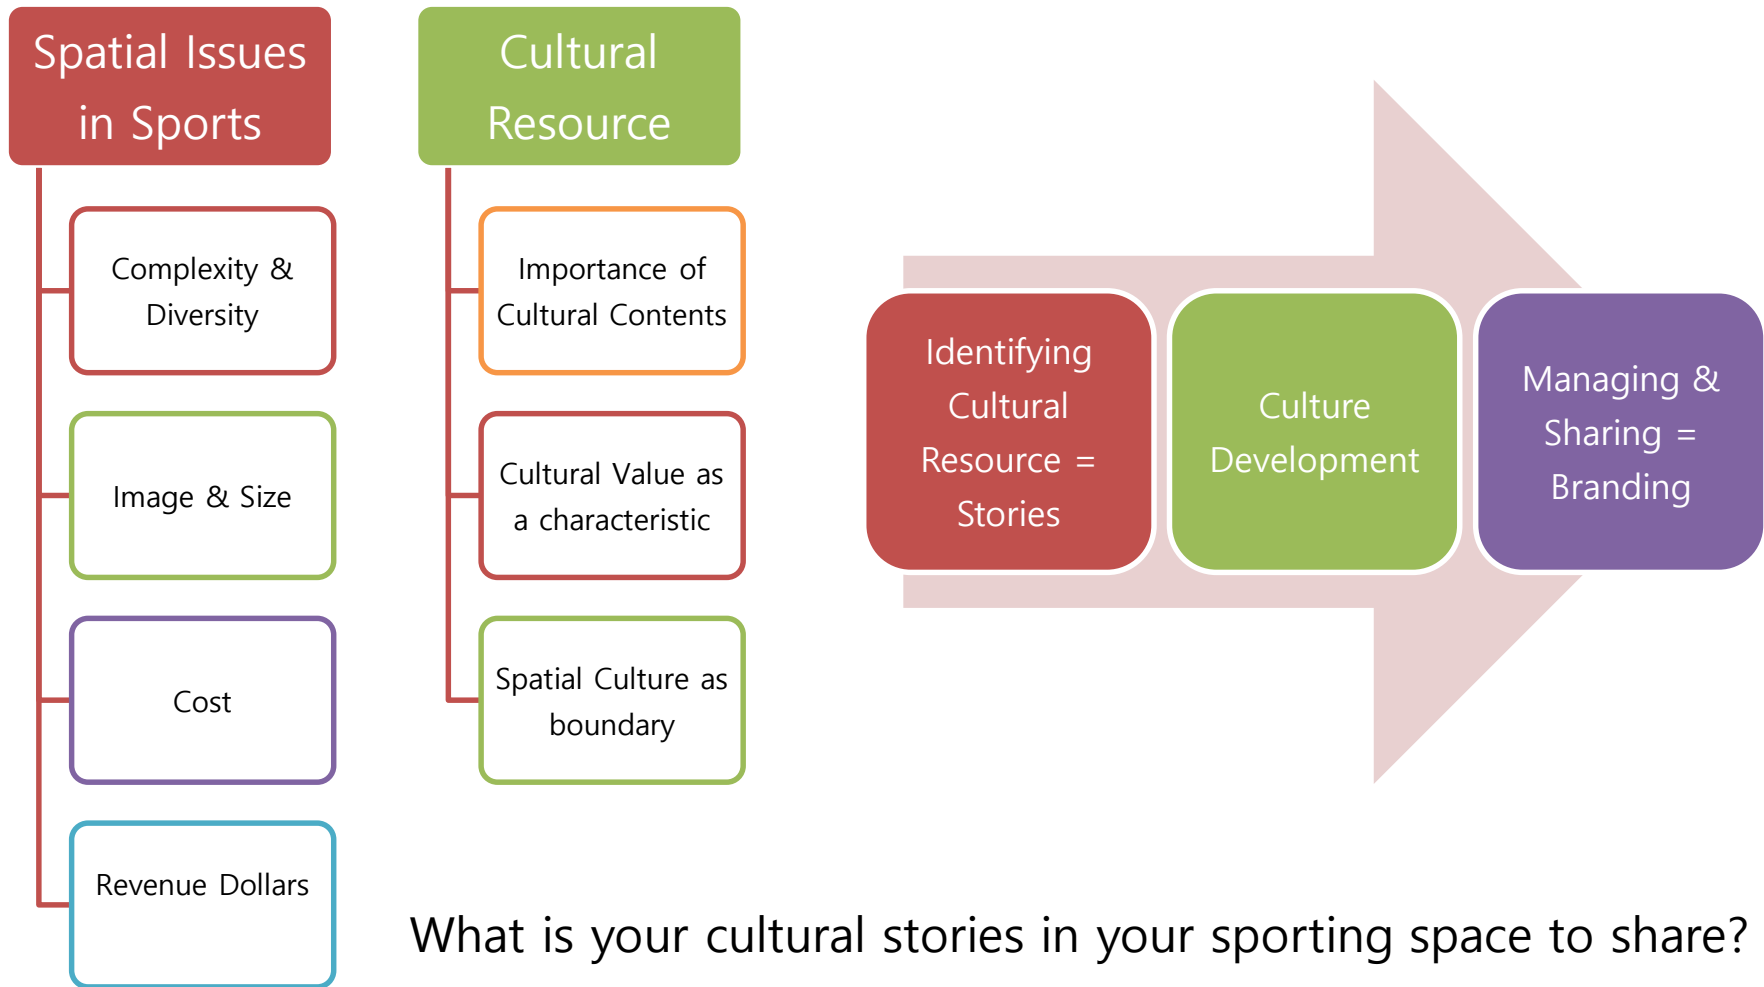 Spatial Issues
in Sports
Complexity &
Diversity
Image & Size
Cost
Revenue Dollars
Cultural
Resource
Importance of
Cultural Contents
Cultural Value as
a characteristic
Spatial Culture as
boundary
Identifying
Cultural
Resource =
Stories
Culture
Development
Managing &
Sharing =
Branding
What is your cultural stories in your sporting space to share?